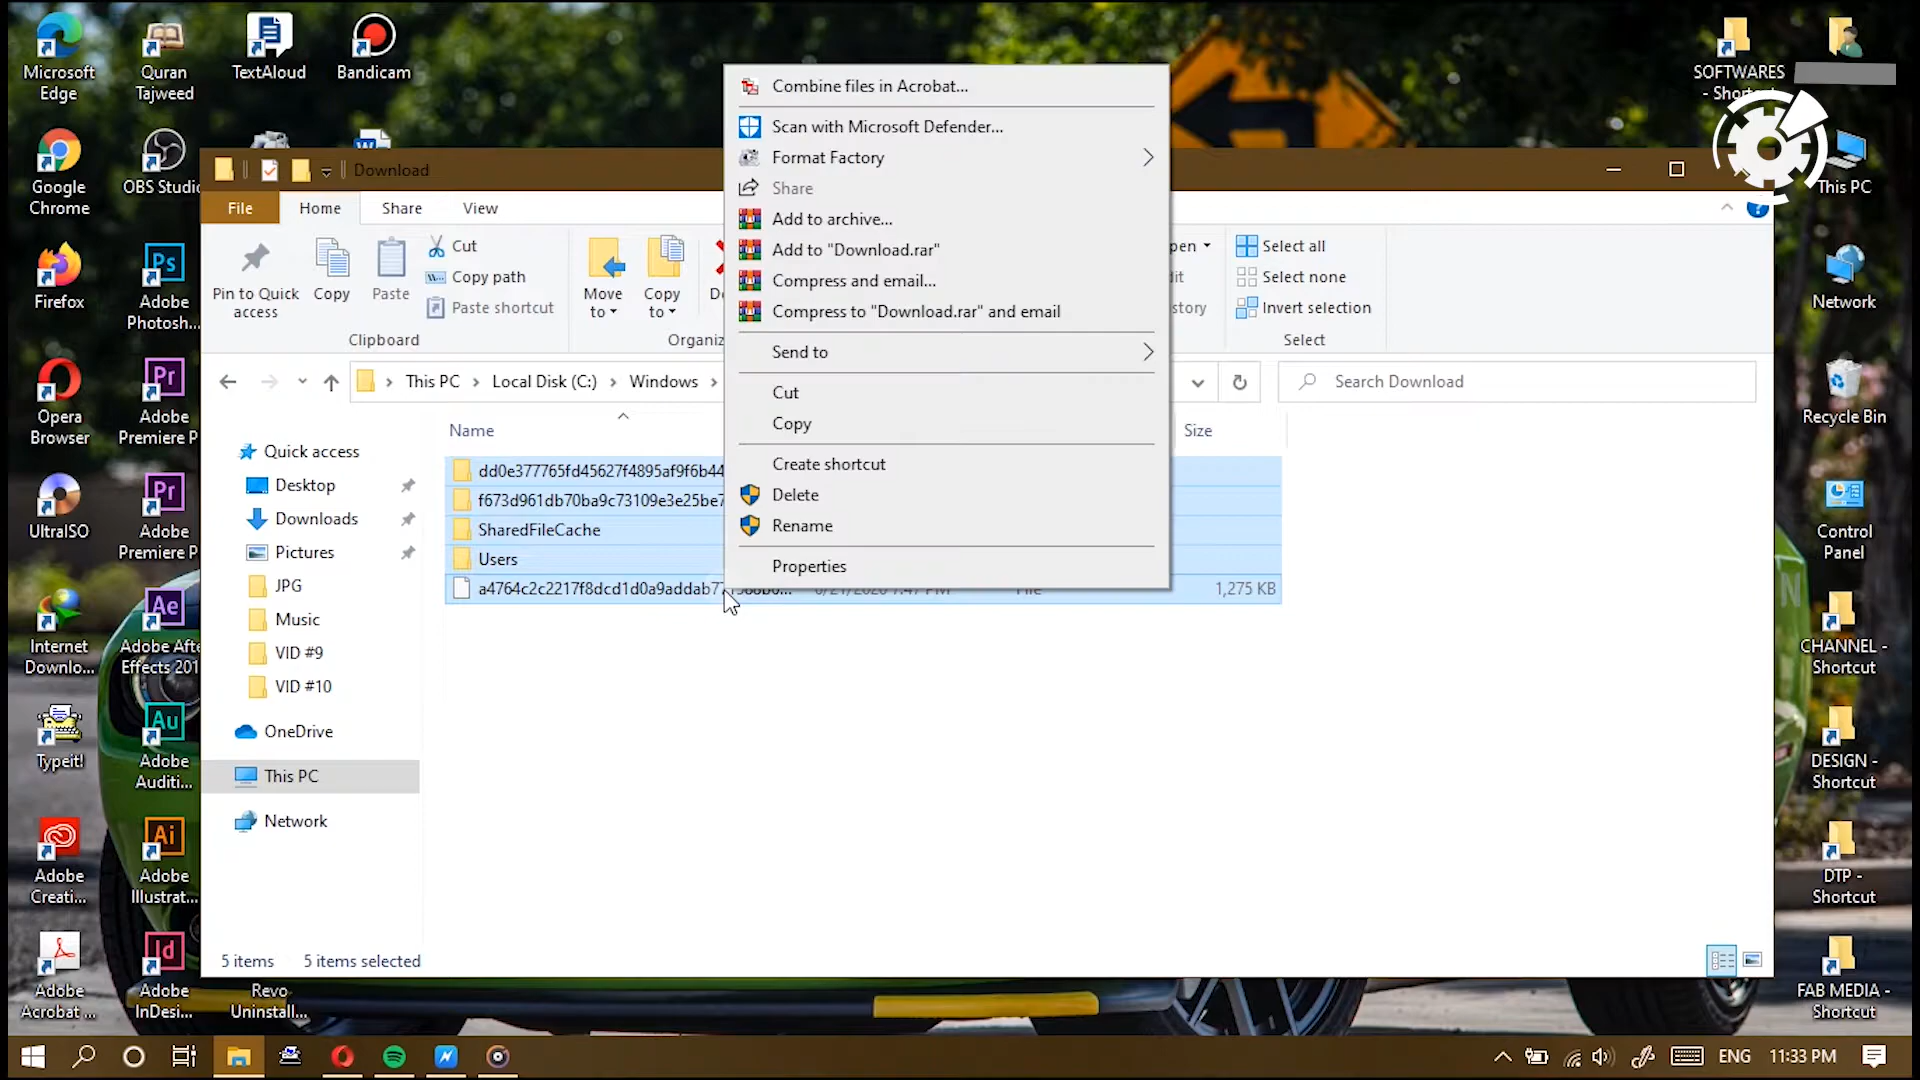 Microsoft
Edge
Quran
Tajweed
TextAloud
Bandicam
SOFTWARES
- Shortcut
Google
Chrome
OBS Studio
This PC
Firefox
Adobe
Photosh...
Network
Opera
Browser
Adobe
Premiere P
Recycle Bin
UltraISO
Adobe
Premiere P
Control
Panel
Internet
Downlo...
Adobe Afte
Effects 201
CHANNEL -
Shortcut
Typeit!
Adobe
Auditi...
DESIGN -
Shortcut
Adobe
Creati...
Adobe
Illustrat...
DTP -
Shortcut
Adobe
Acrobat ...
Adobe
InDesi...
Revo
Uninstall...
FAB MEDIA -
Shortcut
Download
File
Home
Share
View
Pin to Quick
access
Copy
Paste
Cut
Copy path
Paste shortcut
Clipboard
Move
to
Copy
to
D
Organiz
pen
it
story
Select all
Select none
Invert selection
Select
This PC
Local Disk (C:)
Windows
Search Download
Name
Size
Quick access
Desktop
Downloads
Pictures
JPG
Music
VID #9
VID #10
OneDrive
This PC
Network
dd0e377765fd45627f4895af9f6b44
f673d961db70ba9c73109e3e25be7
SharedFileCache
Users
1,275 KB
Combine files in Acrobat...
Scan with Microsoft Defender...
Format Factory
Share
Add to archive...
Add to "Download.rar"
Compress and email...
Compress to "Download.rar" and email
Send to
Cut
Copy
Create shortcut
Delete
Rename
Properties
5 items
5 items selected
ENG
11:33 PM